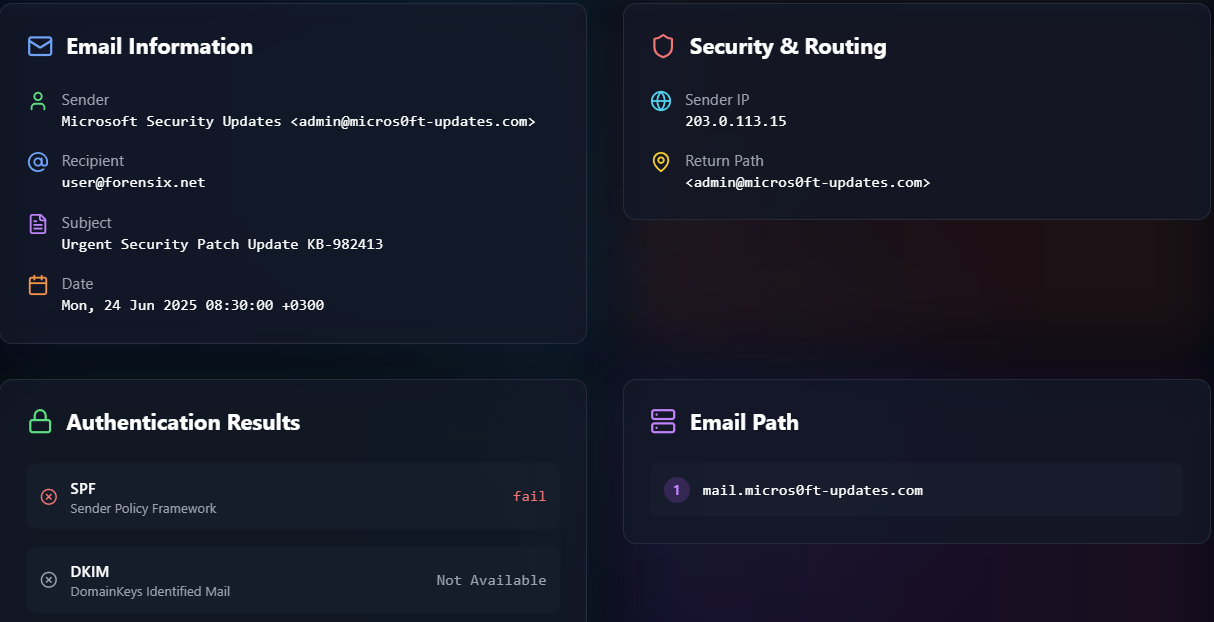 Email Information
Sender
Microsoft Security Updates <admin@micros0ft-updates.com>
Recipient
user@forensix.net
Subject
Urgent Security Patch Update KB-982413
Date
Mon, 24 Jun 2025 08:30:00 +0300
Security & Routing
Sender IP
203.0.113.15
Return Path
<admin@micros0ft-updates.com>
Authentication Results
SPF
fail
Sender Policy Framework
DKIM
Not Available
DomainKeys Identified Mail
Email Path
1 mail.micros0ft-updates.com